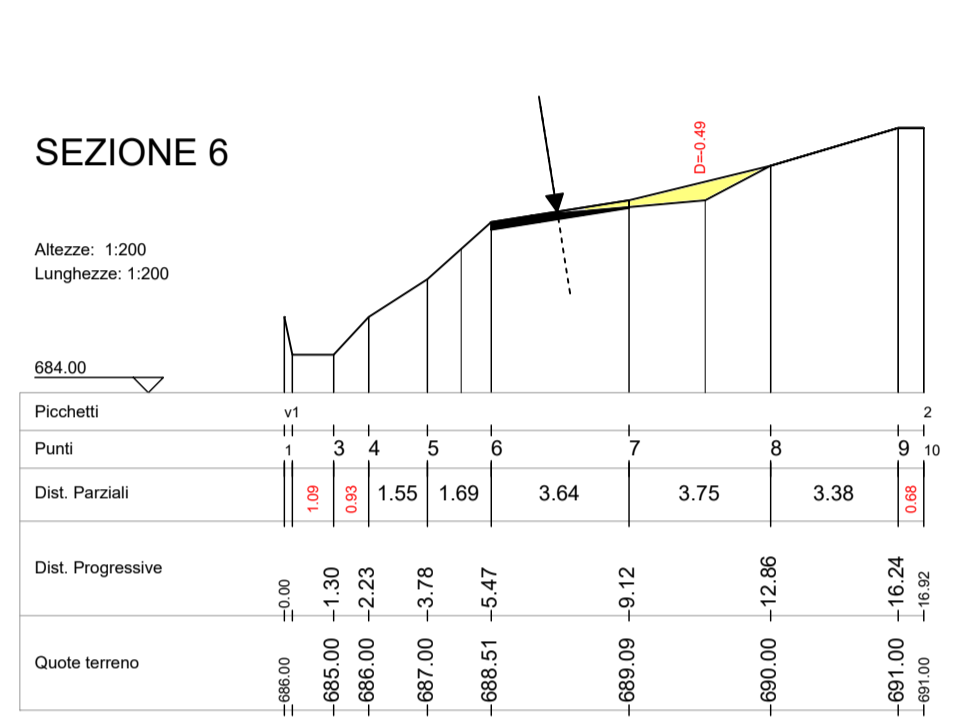 D=-0.49
SEZIONE 6
Altezze: 1:200
Lunghezze: 1:200
684.00
Picchetti v1 2
Punti 1 3 4 5 6 7 8 9 10
Dist. Parziali 1.09 0.93 1.55 1.69 3.64 3.75 3.38 0.68
Dist. Progressive 0.00 1.30 2.23 3.78 5.47 9.12 12.86 16.24 16.92
Quote terreno 686.00 685.00 686.00 687.00 688.51 689.09 690.00 691.00 691.00